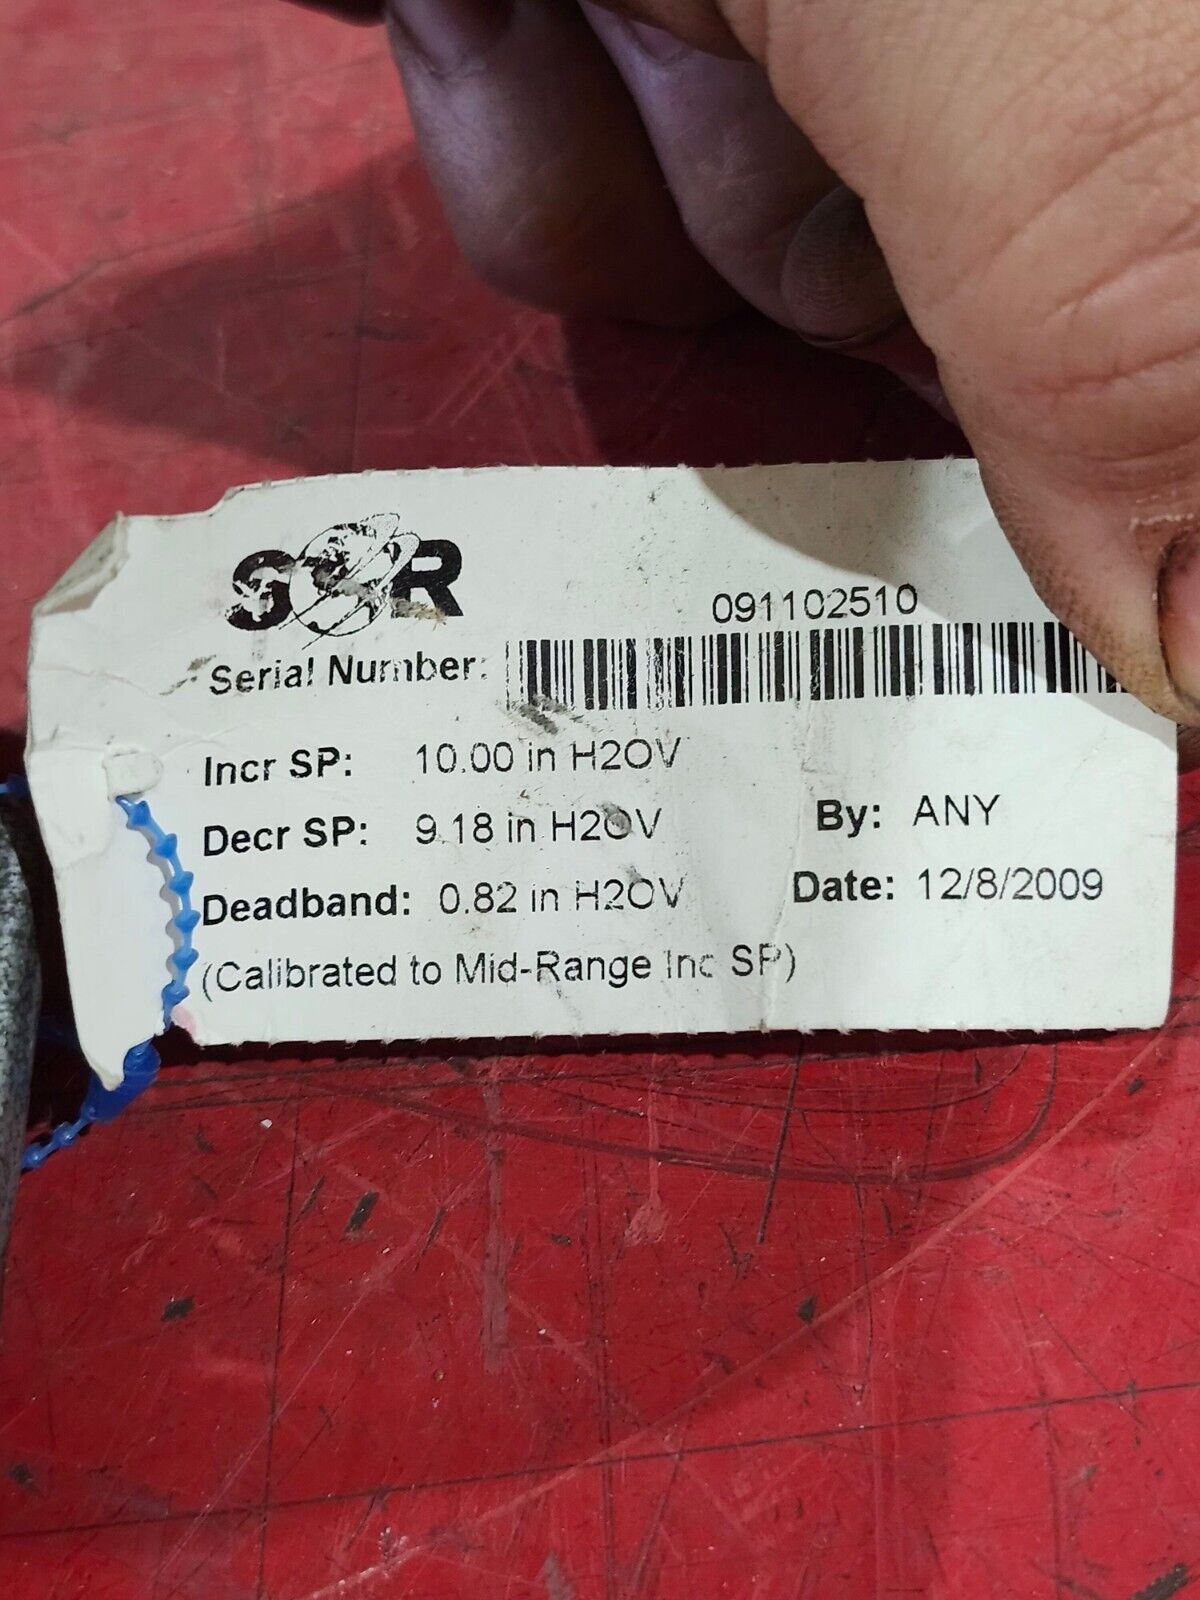 SOR
091102510
Serial Number:
Incr SP: 10.00 in H2OV
Decr SP: 9.18 in H2OV
By: ANY
Deadband: 0.82 in H2OV
Date: 12/8/2009
(Calibrated to Mid-Range Inc SP)